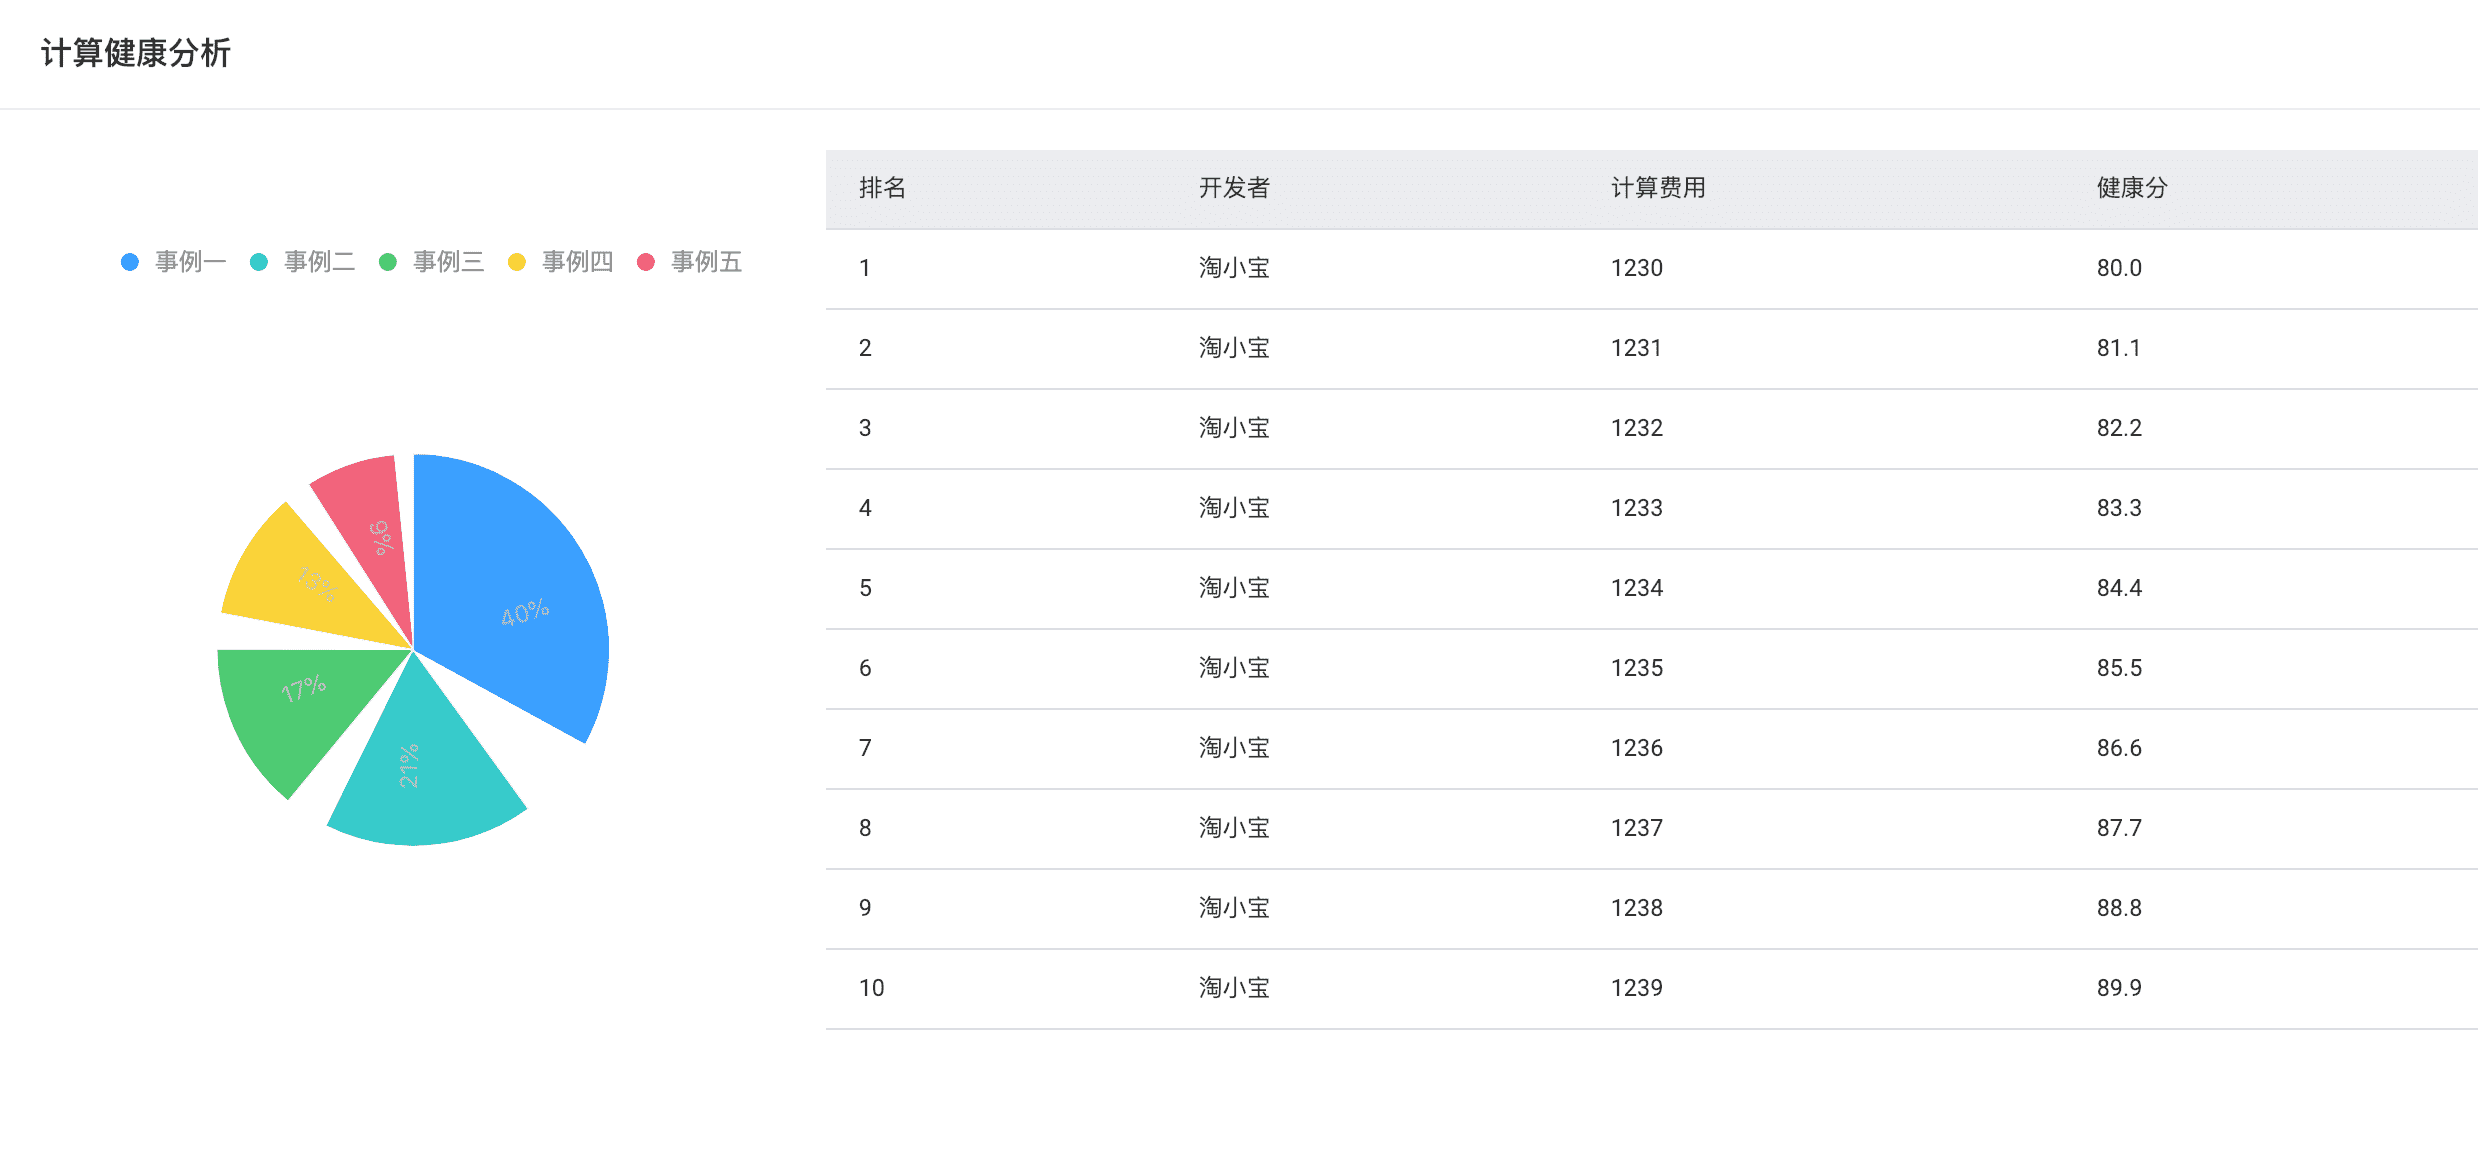 计算健康分析
事例一 事例二 事例三 事例四 事例五
40%
21%
17%
9%
排名 开发者 计算费用 健康分
1 淘小宝 1230 80.0
2 淘小宝 1231 81.1
3 淘小宝 1232 82.2
4 淘小宝 1233 83.3
5 淘小宝 1234 84.4
6 淘小宝 1235 85.5
7 淘小宝 1236 86.6
8 淘小宝 1237 87.7
9 淘小宝 1238 88.8
10 淘小宝 1239 89.9